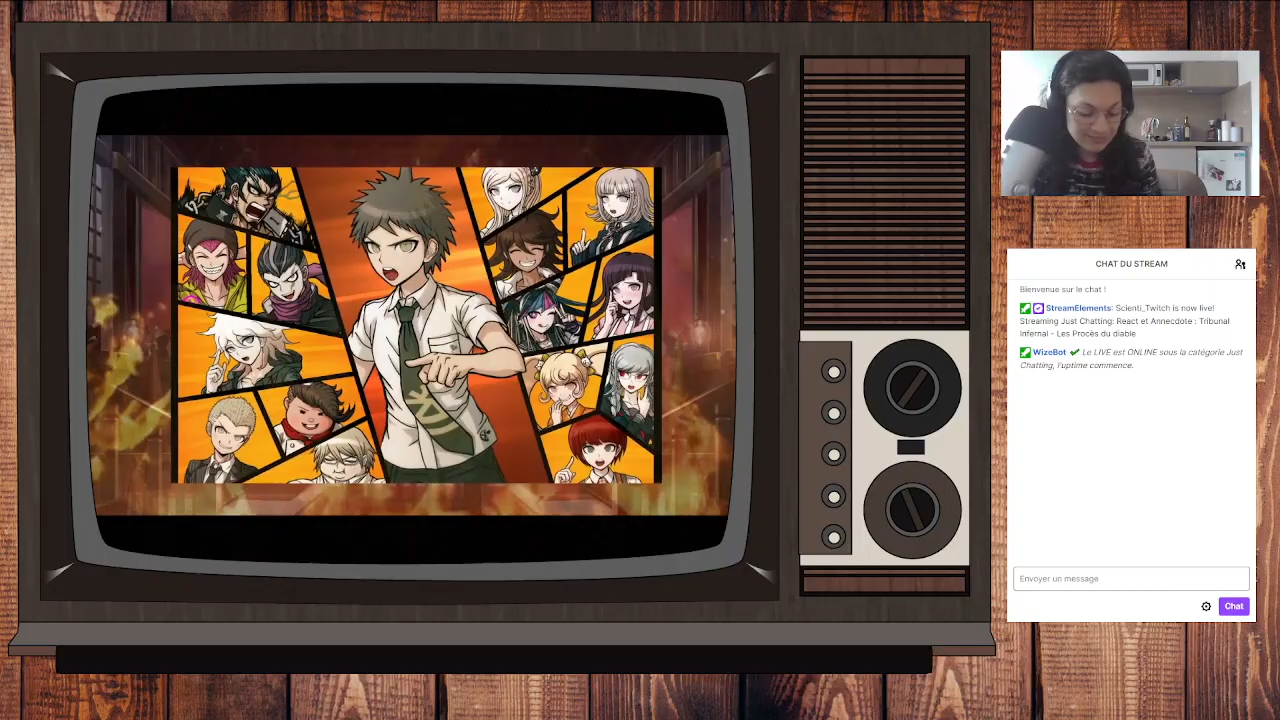 CHAT DU STREAM
Bienvenue sur le chat !
StreamElements: Scienti_Twitch is now live!
Streaming Just Chatting: React et Annecdote : Tribunal
Infernal - Les Procès du diable
WizeBot ✔ Le LIVE est ONLINE sous la catégorie Just
Chatting, l'uptime commence.
Envoyer un message
Chat